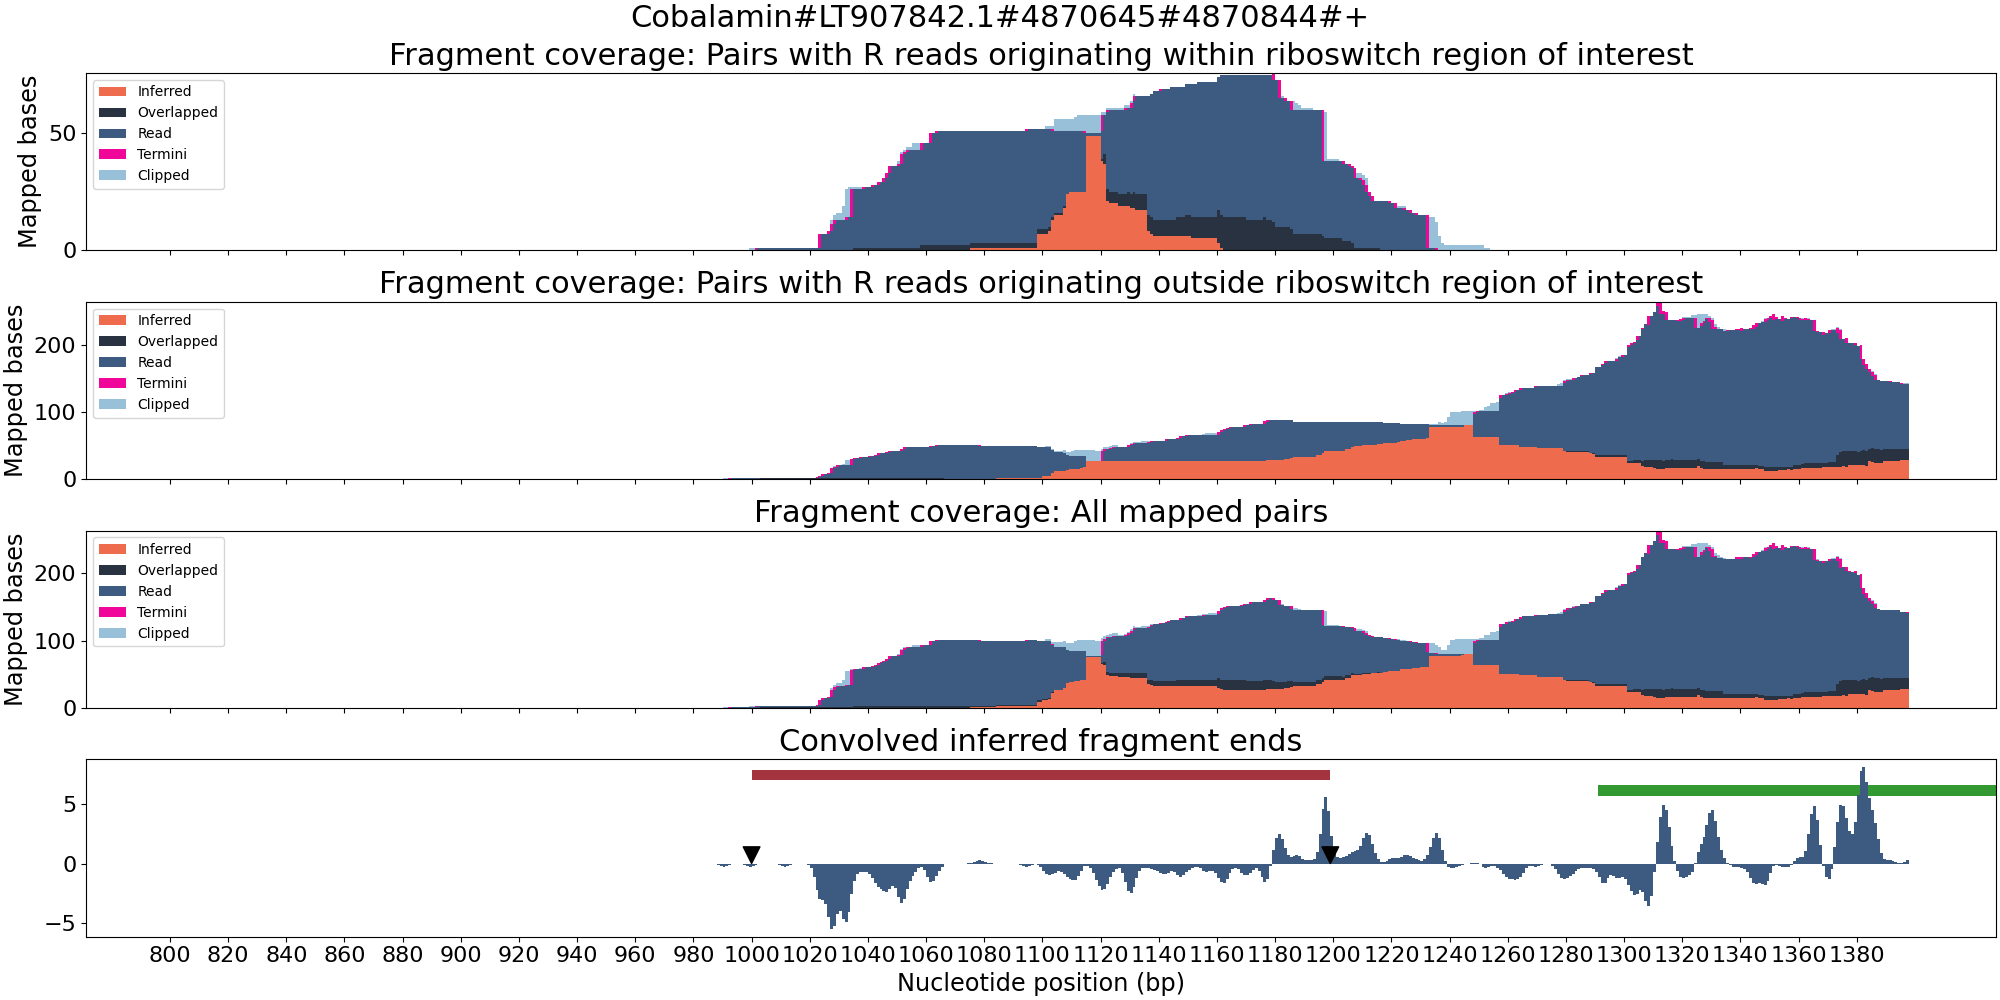 Cobalamin#LT907842.1#4870645#4870844#+
Fragment coverage: Pairs with R reads originating within riboswitch region of interest
Mapped bases
50
0
Inferred
Overlapped
Read
Termini
Clipped
Fragment coverage: Pairs with R reads originating outside riboswitch region of interest
Mapped bases
200
100
0
Inferred
Overlapped
Read
Termini
Clipped
Fragment coverage: All mapped pairs
Mapped bases
200
100
0
Inferred
Overlapped
Read
Termini
Clipped
Convolved inferred fragment ends
5
0
−5
800 820 840 860 880 900 920 940 960 980 1000 1020 1040 1060 1080 1100 1120 1140 1160 1180 1200 1220 1240 1260 1280 1300 1320 1340 1360 1380
Nucleotide position (bp)